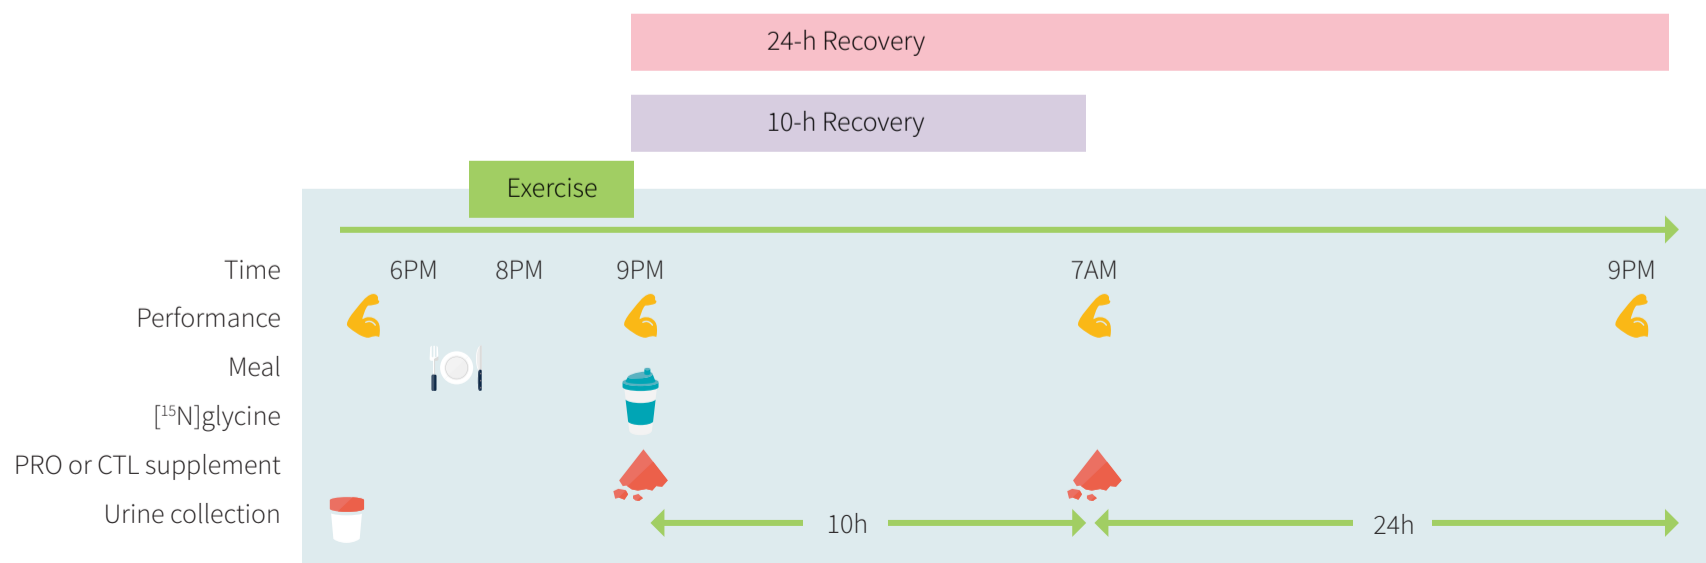 24-h Recovery
10-h Recovery
Exercise
Time 6PM 8PM 9PM 7AM 9PM
Performance
Meal
[¹⁵N]glycine
PRO or CTL supplement
Urine collection 10h 24h